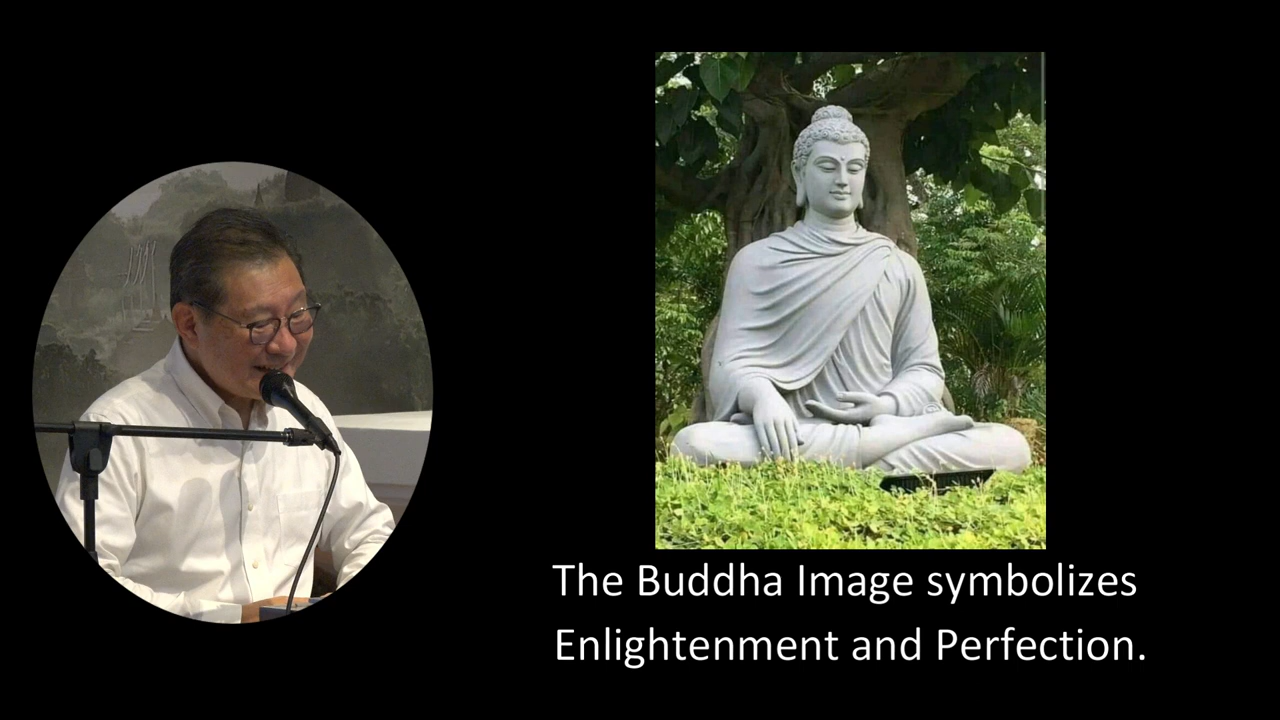 The Buddha Image symbolizes
Enlightenment and Perfection.